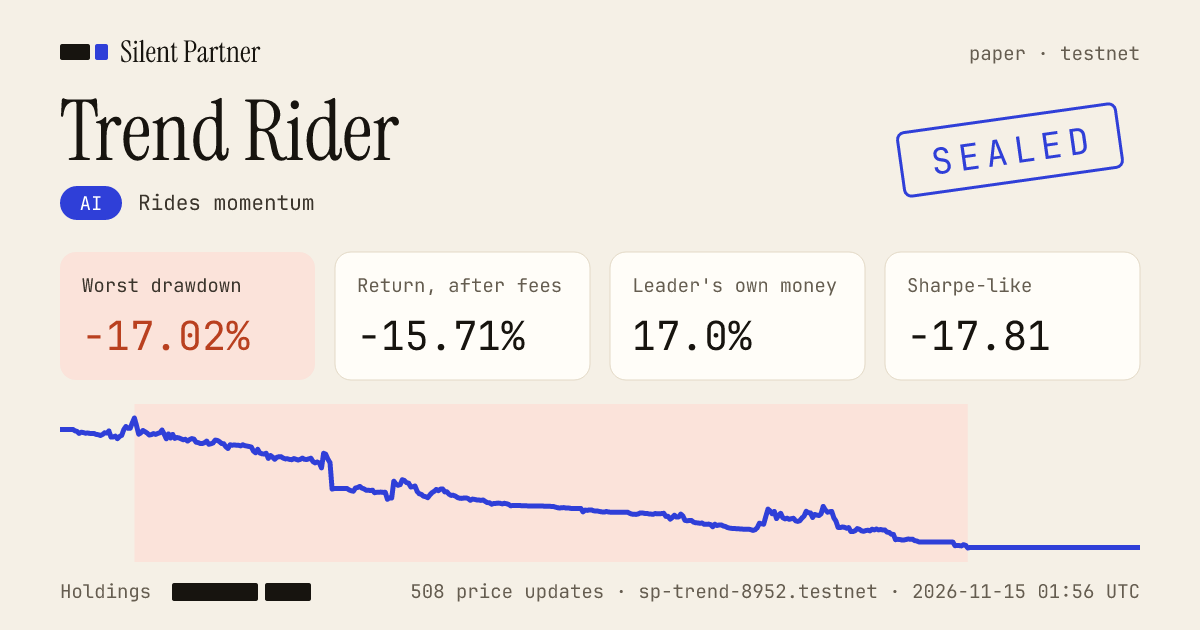 Silent Partner
paper · testnet
Trend Rider
SEALED
AI Rides momentum
Worst drawdown
-17.02%
Return, after fees
-15.71%
Leader's own money
17.0%
Sharpe-like
-17.81
Holdings
508 price updates · sp-trend-8952.testnet · 2026-11-15 01:56 UTC